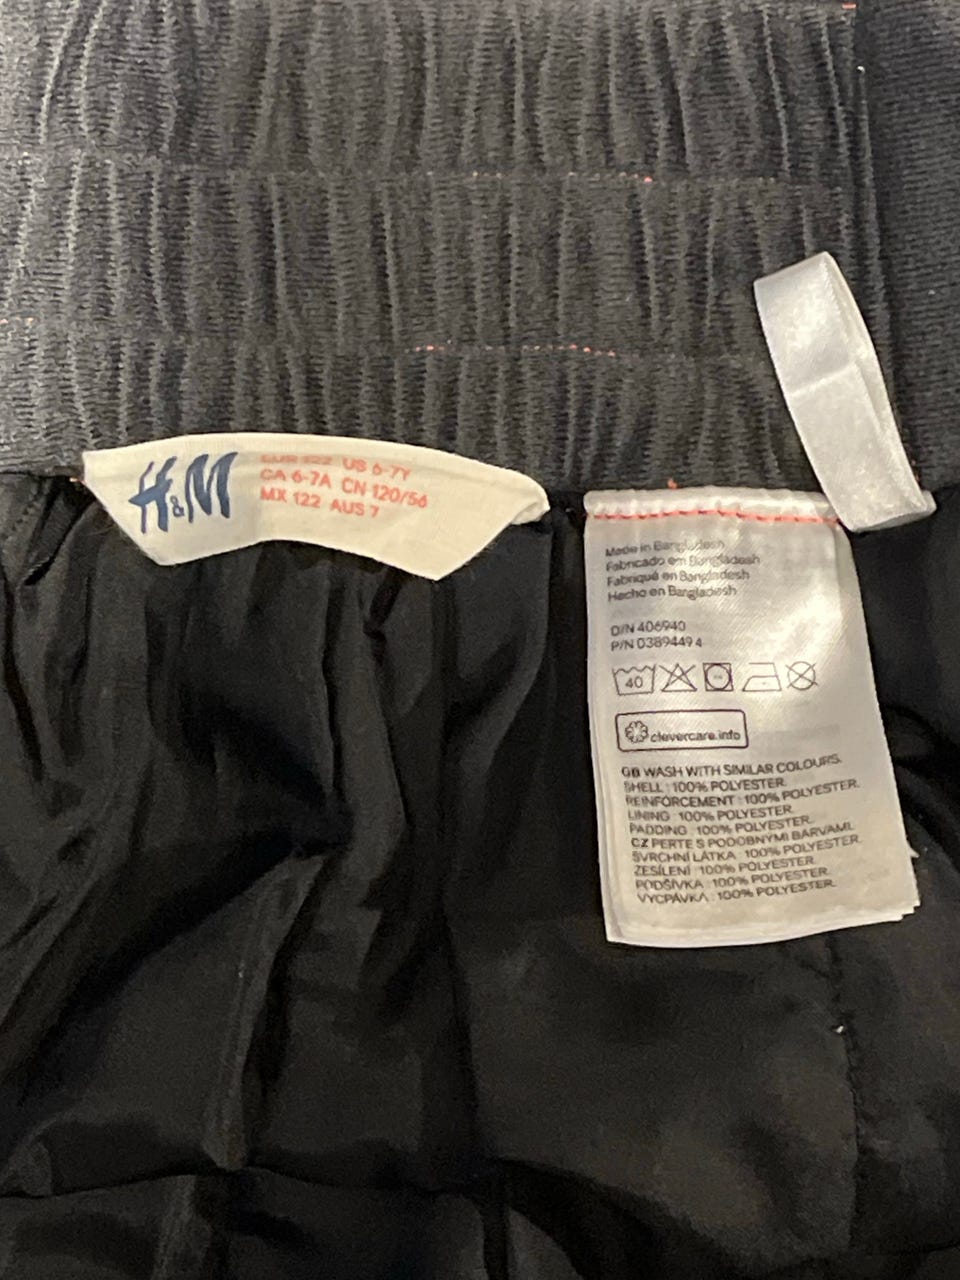 H&M
EUR 122 US 6-7Y
CA 6-7A CN 120/56
MX 122 AUS 7
Made in Bangladesh
Fabricado em Bangladesh
Fabriqué en Bangladesh
Hecho en Bangladesh
O/N 406940
P/N 0389449 4
40
clevercare.info
GB WASH WITH SIMILAR COLOURS.
SHELL : 100% POLYESTER.
REINFORCEMENT : 100% POLYESTER.
LINING : 100% POLYESTER.
PADDING : 100% POLYESTER.
CZ PERTE S PODOBNÝMI BARVAMI.
SVRCHNÍ LÁTKA : 100% POLYESTER.
ZESÍLENÍ : 100% POLYESTER.
PODŠÍVKA : 100% POLYESTER.
VYCPÁVKA : 100% POLYESTER.